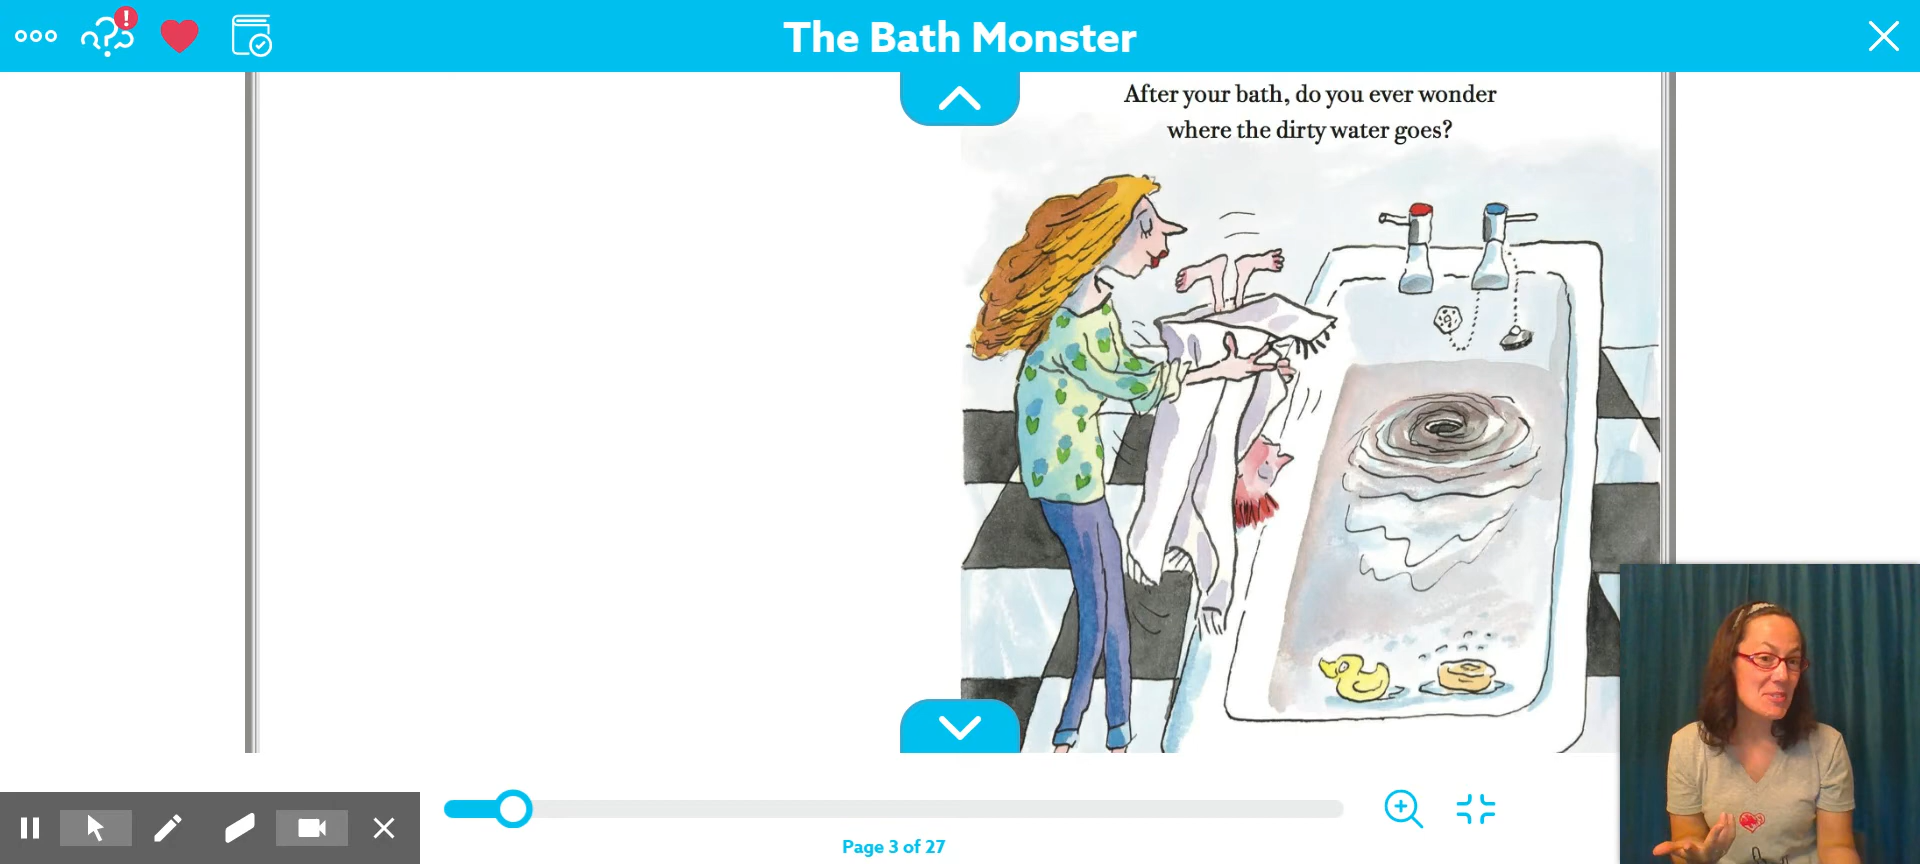 The Bath Monster
After your bath, do you ever wonder
where the dirty water goes?
Page 3 of 27